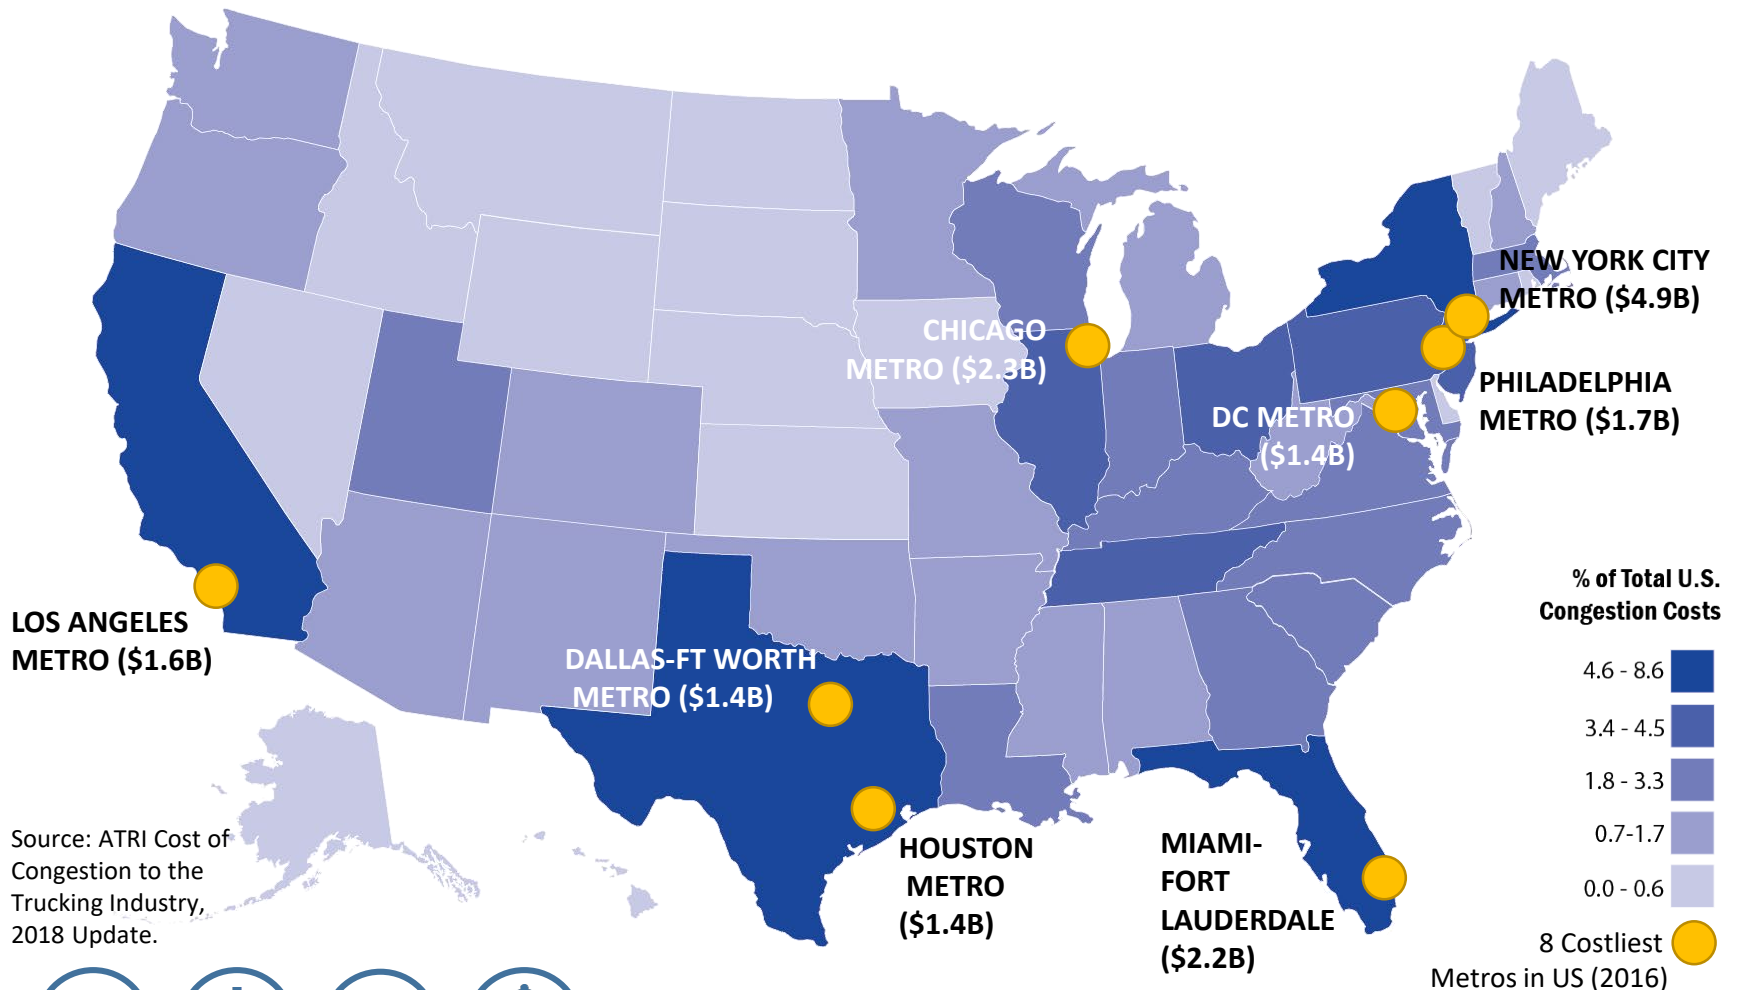 NEW YORK CITY
METRO ($4.9B)
CHICAGO
METRO ($2.3B)
PHILADELPHIA
METRO ($1.7B)
DC METRO
($1.4B)
LOS ANGELES
METRO ($1.6B)
DALLAS-FT WORTH
METRO ($1.4B)
HOUSTON
METRO
($1.4B)
MIAMI-
FORT
LAUDERDALE
($2.2B)
% of Total U.S.
Congestion Costs
4.6 - 8.6
3.4 - 4.5
1.8 - 3.3
0.7-1.7
0.0 - 0.6
8 Costliest
Metros in US (2016)
Source: ATRI Cost of
Congestion to the
Trucking Industry,
2018 Update.